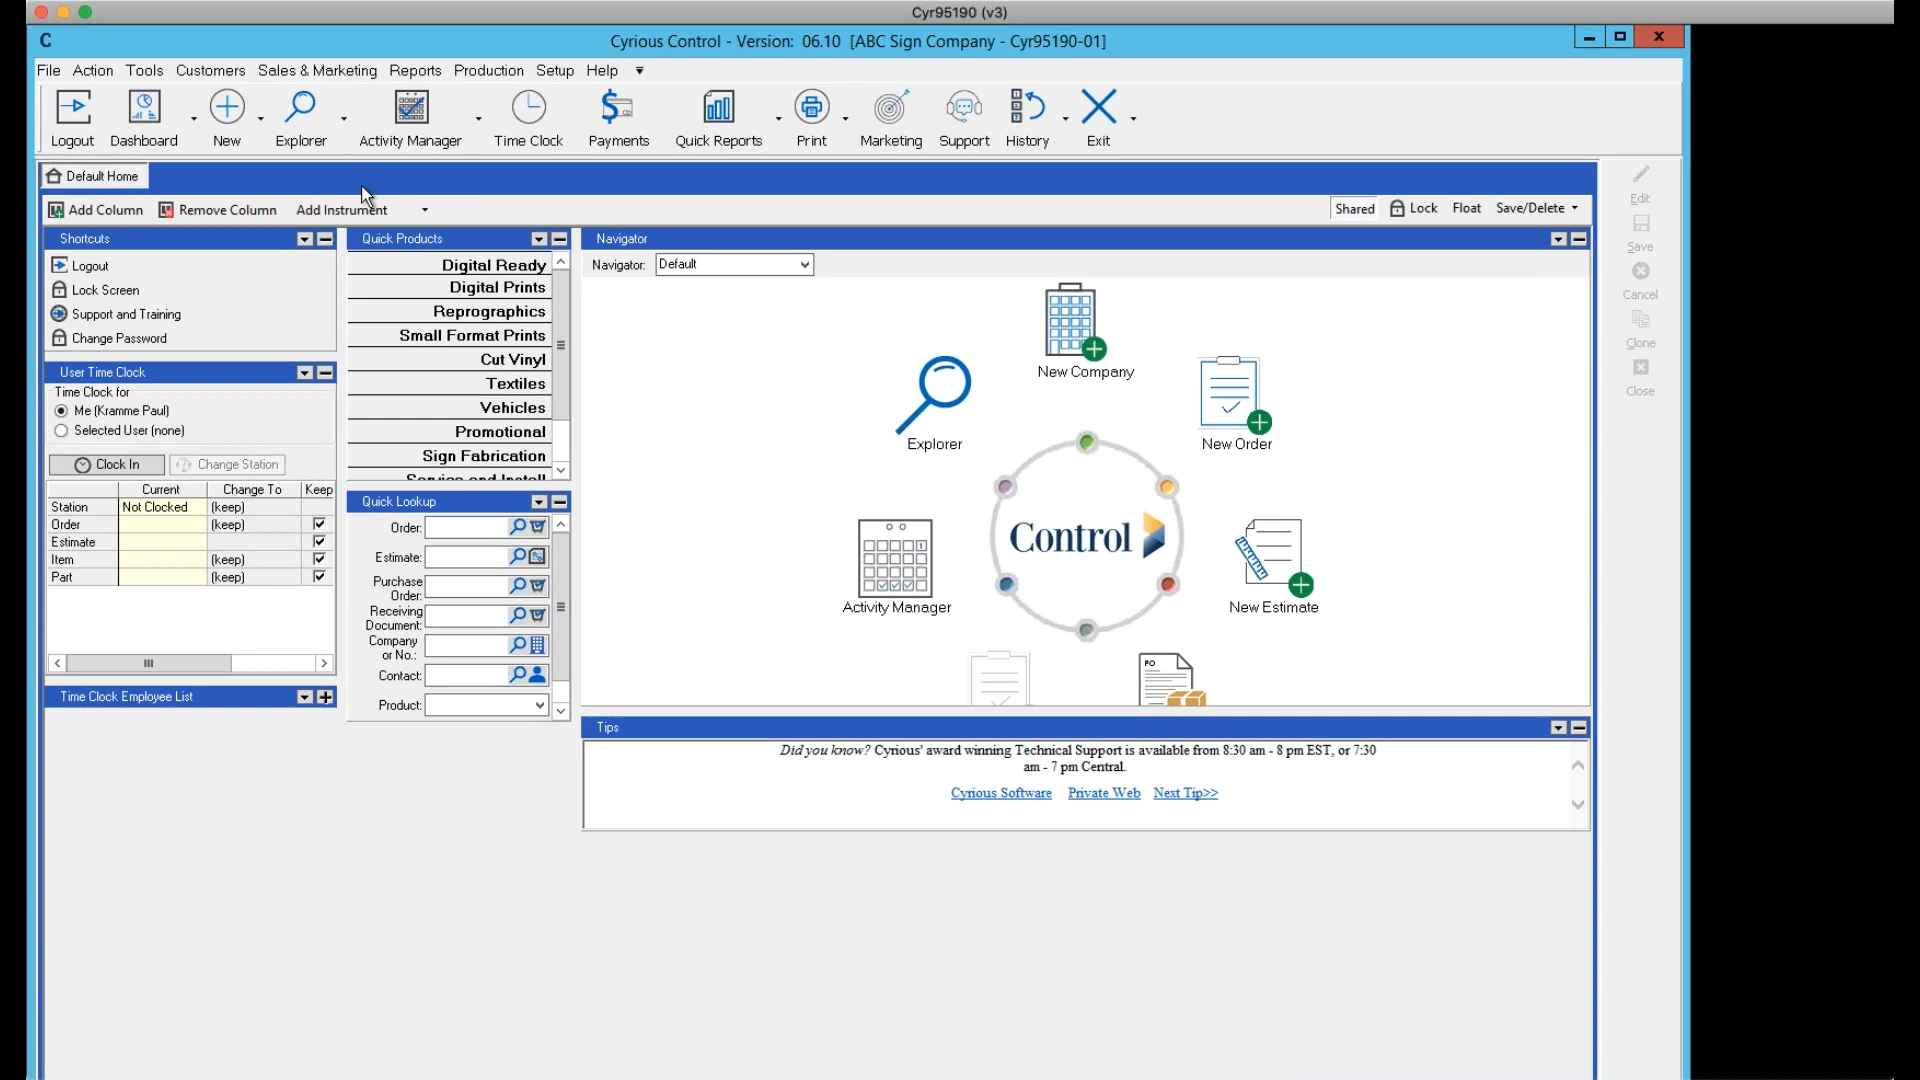 Cyr95190 (v3)
C
Cyrious Control - Version: 06.10 [ABC Sign Company - Cyr95190-01]
File Action Tools Customers Sales & Marketing Reports Production Setup Help
Logout Dashboard New Explorer Activity Manager Time Clock Payments Quick Reports Print Marketing Support History Exit
Default Home
Add Column Remove Column Add Instrument
Shared Lock Float Save/Delete
Edit
Save
Cancel
Clone
Close
Shortcuts
Logout
Lock Screen
Support and Training
Change Password
User Time Clock
Time Clock for
Me (Kramme Paul)
Selected User (none)
Clock In Change Station
Current Change To Keep
Station Not Clocked (keep)
Order (keep)
Estimate
Item (keep)
Part (keep)
Time Clock Employee List
Quick Products
Digital Ready
Digital Prints
Reprographics
Small Format Prints
Cut Vinyl
Textiles
Vehicles
Promotional
Sign Fabrication
Service and Install
Quick Lookup
Order:
Estimate:
Purchase
Order:
Receiving
Document:
Company
or No.:
Contact:
Product:
Navigator
Navigator: Default
New Company
Explorer
New Order
Control
Activity Manager
New Estimate
PO
Tips
Did you know? Cyrious' award winning Technical Support is available from 8:30 am - 8 pm EST, or 7:30
am - 7 pm Central.
Cyrious Software Private Web Next Tip>>